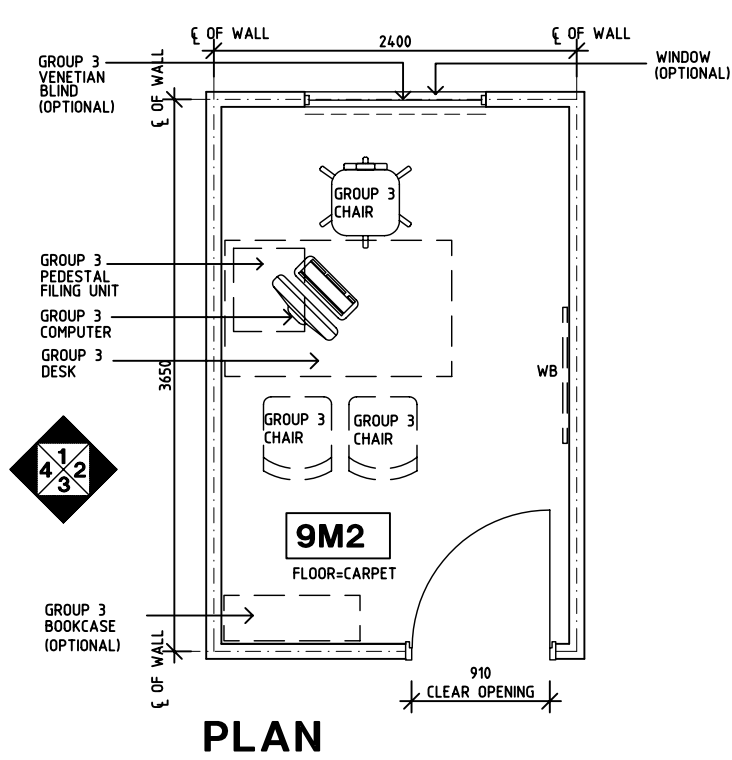 ℄ OF WALL
℄ OF WALL
2400
GROUP 3
VENETIAN
BLIND
(OPTIONAL)
℄ OF WALL
WINDOW
(OPTIONAL)
GROUP 3
CHAIR
GROUP 3
PEDESTAL
FILING UNIT
GROUP 3
COMPUTER
GROUP 3
DESK
3650
WB
GROUP 3
CHAIR
GROUP 3
CHAIR
1
4 2
3
9M2
FLOOR=CARPET
GROUP 3
BOOKCASE
(OPTIONAL)
℄ OF WALL
910
CLEAR OPENING
PLAN